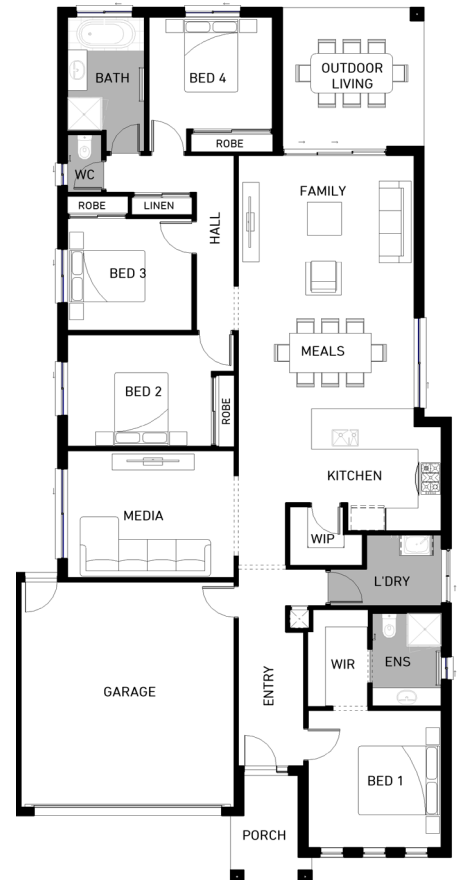 BATH
BED 4
OUTDOOR
LIVING
ROBE
WC
FAMILY
ROBE
LINEN
HALL
BED 3
MEALS
BED 2
ROBE
KITCHEN
MEDIA
WIP
L'DRY
WIR
ENS
ENTRY
GARAGE
BED 1
PORCH